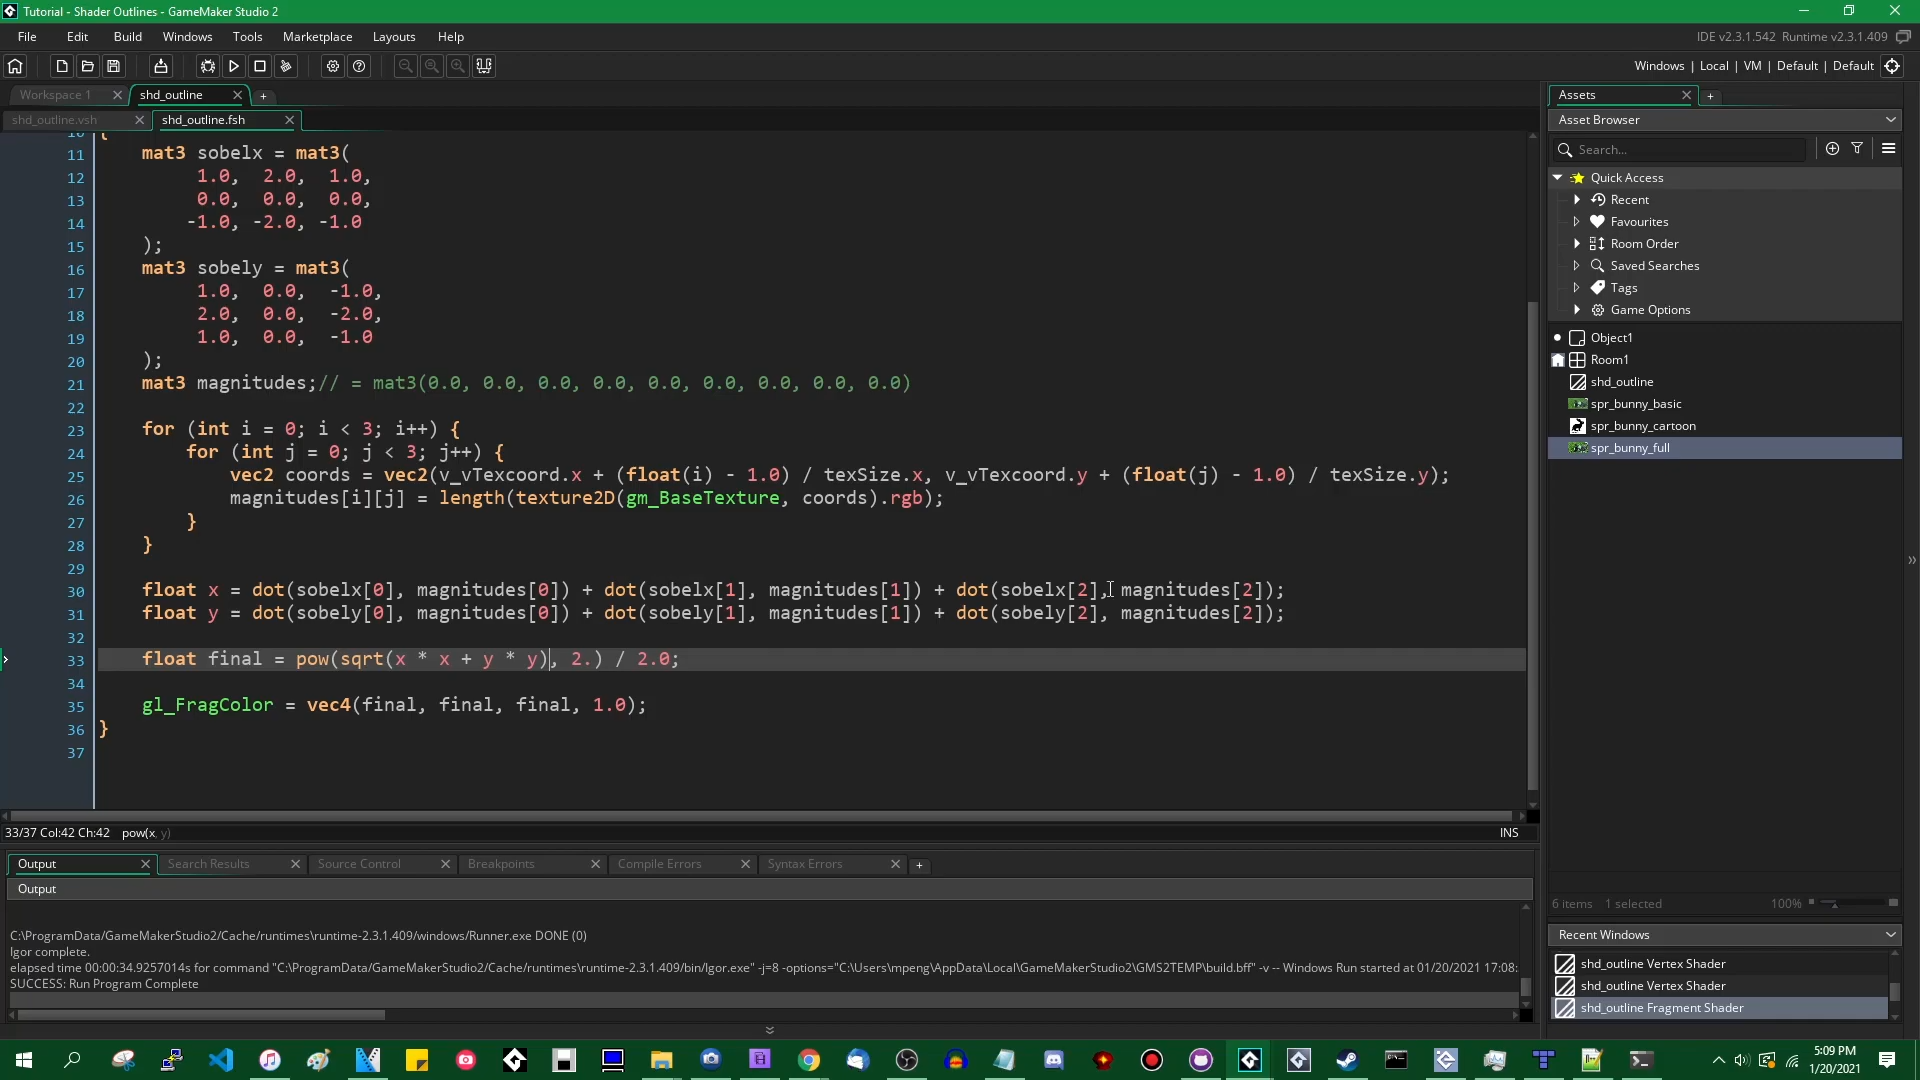 Tutorial - Shader Outlines - GameMaker Studio 2
File Edit Build Windows Tools Marketplace Layouts Help
IDE v2.3.1.542 Runtime v2.3.1.409
Windows | Local | VM | Default | Default
Workspace 1
shd_outline
shd_outline.vsh
shd_outline.fsh
10 {
11 mat3 sobelx = mat3(
12 1.0, 2.0, 1.0,
13 0.0, 0.0, 0.0,
14 -1.0, -2.0, -1.0
15 );
16 mat3 sobely = mat3(
17 1.0, 0.0, -1.0,
18 2.0, 0.0, -2.0,
19 1.0, 0.0, -1.0
20 );
21 mat3 magnitudes;// = mat3(0.0, 0.0, 0.0, 0.0, 0.0, 0.0, 0.0, 0.0, 0.0)
22
23 for (int i = 0; i < 3; i++) {
24 for (int j = 0; j < 3; j++) {
25 vec2 coords = vec2(v_vTexcoord.x + (float(i) - 1.0) / texSize.x, v_vTexcoord.y + (float(j) - 1.0) / texSize.y);
26 magnitudes[i][j] = length(texture2D(gm_BaseTexture, coords).rgb);
27 }
28 }
29
30 float x = dot(sobelx[0], magnitudes[0]) + dot(sobelx[1], magnitudes[1]) + dot(sobelx[2], magnitudes[2]);
31 float y = dot(sobely[0], magnitudes[0]) + dot(sobely[1], magnitudes[1]) + dot(sobely[2], magnitudes[2]);
32
33 float final = pow(sqrt(x * x + y * y), 2.) / 2.0;
34
35 gl_FragColor = vec4(final, final, final, 1.0);
36 }
37
33/37 Col:42 Ch:42 pow(x, y)
INS
Output Search Results Source Control Breakpoints Compile Errors Syntax Errors
Output
C:\ProgramData/GameMakerStudio2/Cache/runtimes\runtime-2.3.1.409/windows/Runner.exe DONE (0)
Igor complete.
elapsed time 00:00:34.9257014s for command "C:\ProgramData/GameMakerStudio2/Cache/runtimes\runtime-2.3.1.409/bin/Igor.exe" -j=8 -options="C:\Users\mpeng\AppData\Local\GameMakerStudio2\GMS2TEMP\build.bff" -v -- Windows Run started at 01/20/2021 17:08:
SUCCESS: Run Program Complete
Assets
Asset Browser
Search...
Quick Access
Recent
Favourites
Room Order
Saved Searches
Tags
Game Options
Object1
Room1
shd_outline
spr_bunny_basic
spr_bunny_cartoon
spr_bunny_full
6 items 1 selected
100%
Recent Windows
shd_outline Vertex Shader
shd_outline Vertex Shader
shd_outline Fragment Shader
5:09 PM
1/20/2021